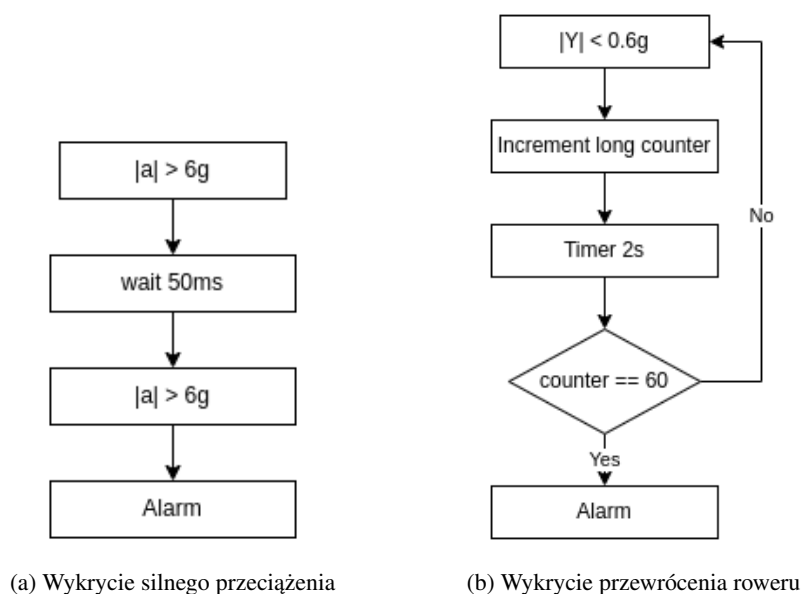 |a| > 6g
wait 50ms
|a| > 6g
Alarm
(a) Wykrycie silnego przeciążenia
|Y| < 0.6g
Increment long counter
Timer 2s
counter == 60
No
Yes
Alarm
(b) Wykrycie przewrócenia roweru